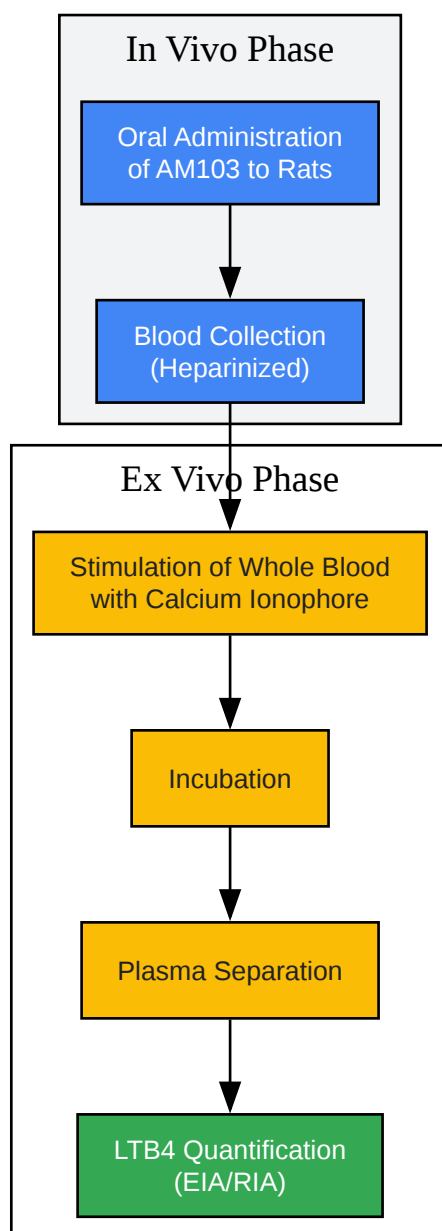 In Vivo Phase
Oral Administration
of AM103 to Rats
Blood Collection
(Heparinized)
Ex Vivo Phase
Stimulation of Whole Blood
with Calcium Ionophore
Incubation
Plasma Separation
LTB4 Quantification
(EIA/RIA)